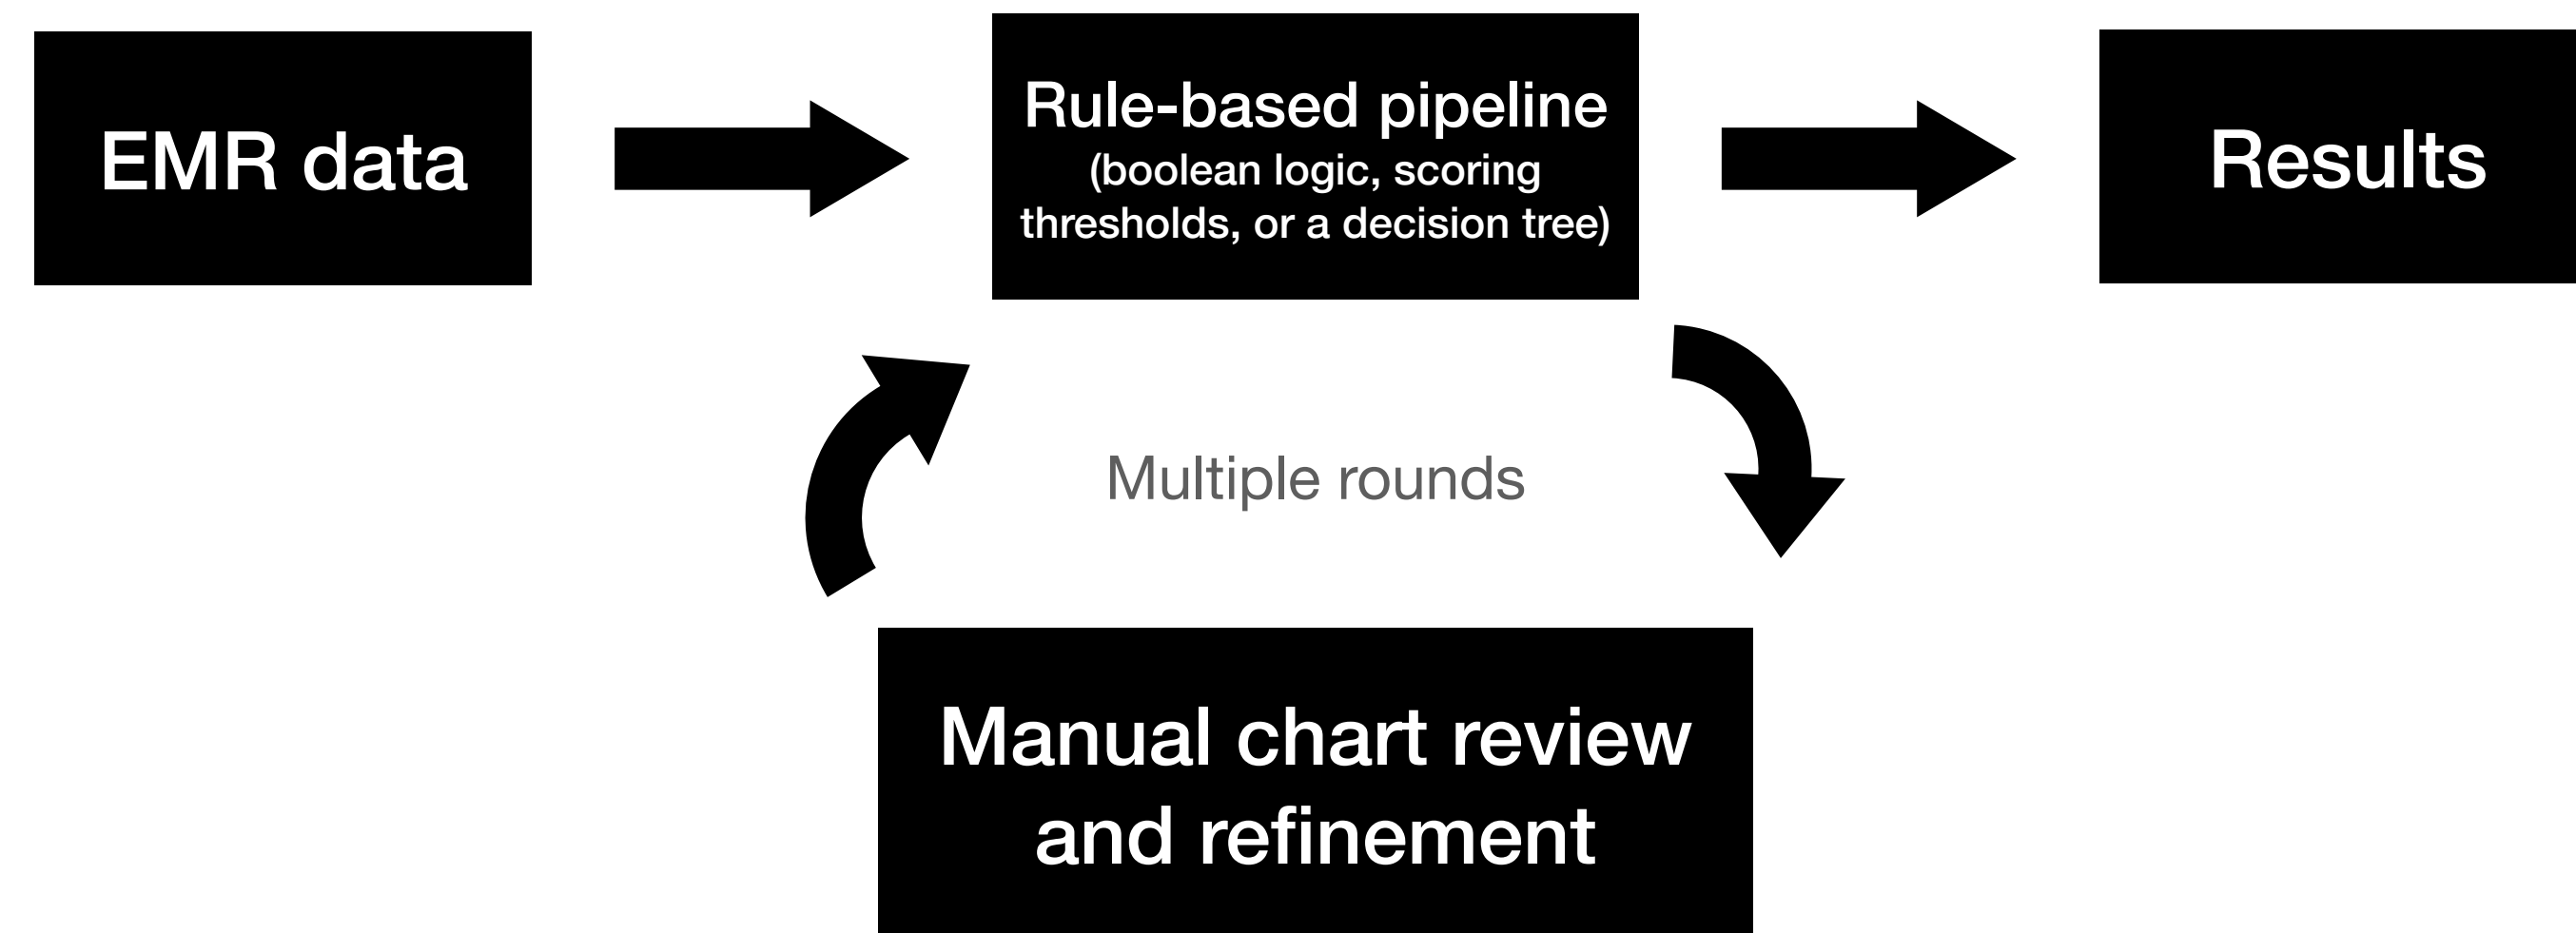 EMR data
Rule-based pipeline
(boolean logic, scoring
thresholds, or a decision tree)
Results
Multiple rounds
Manual chart review
and refinement